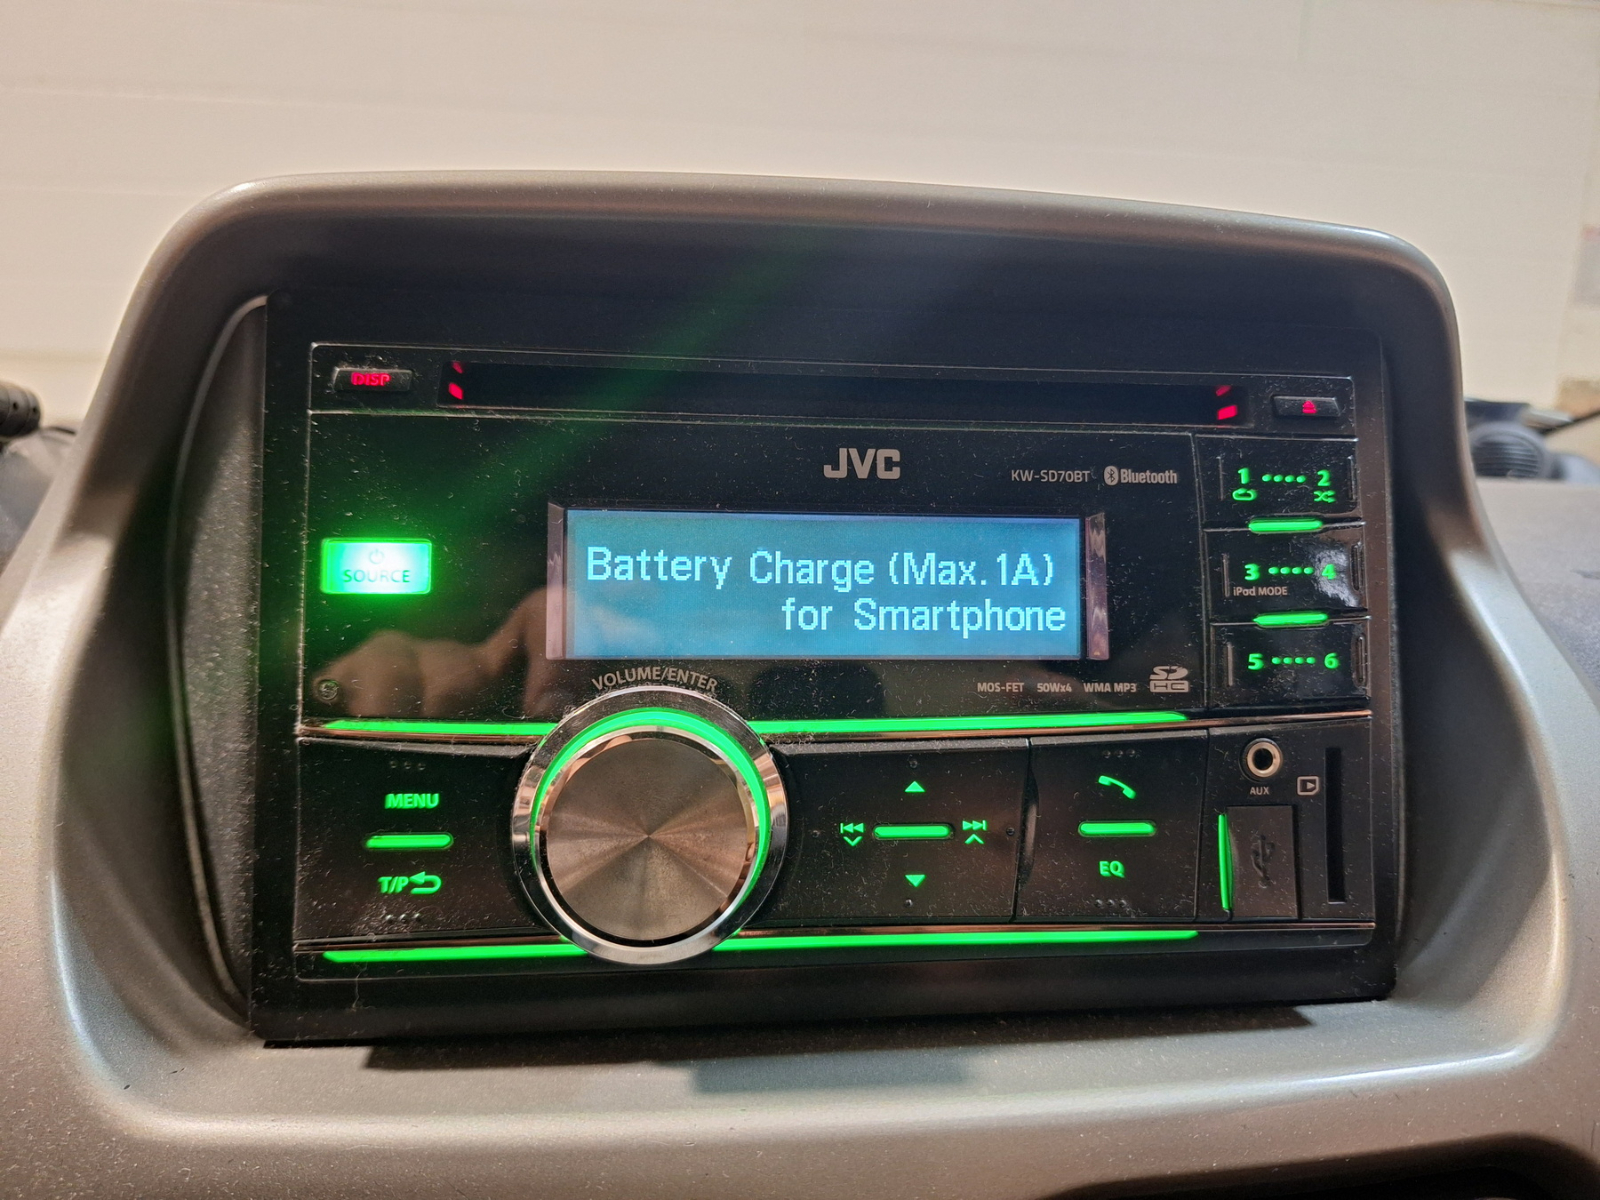 DISP
JVC
KW-SD70BT Bluetooth
1 2
SOURCE
Battery Charge (Max. 1A)
for Smartphone
3 4
iPod MODE
5 6
VOLUME/ENTER
MOS-FET 50Wx4 WMA MP3 SD HC
MENU
T/P
EQ
AUX